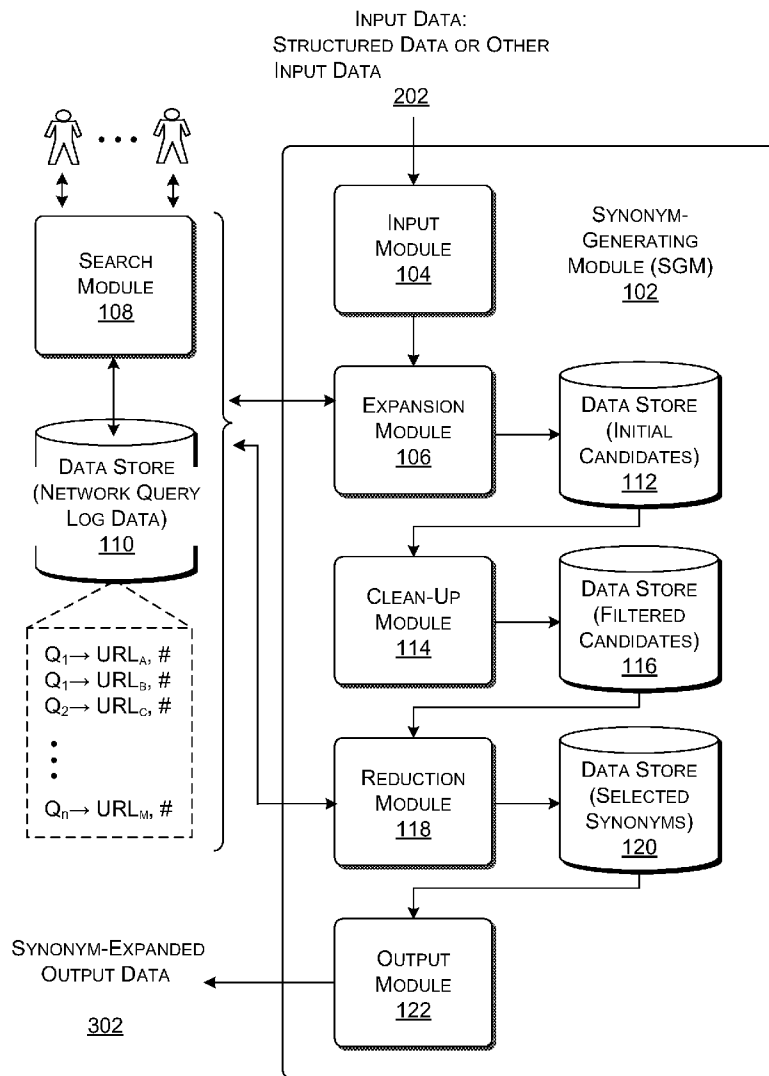 INPUT DATA:
STRUCTURED DATA OR OTHER
INPUT DATA
202
INPUT
MODULE
104
SYNONYM-
GENERATING
MODULE (SGM)
102
SEARCH
MODULE
108
EXPANSION
MODULE
106
DATA STORE
(INITIAL
CANDIDATES)
112
DATA STORE
(NETWORK QUERY
LOG DATA)
110
CLEAN-UP
MODULE
114
DATA STORE
(FILTERED
CANDIDATES)
116
Q1→ URLA, #
Q1→ URLB, #
Q2→ URLC, #
Qn→ URLM, #
REDUCTION
MODULE
118
DATA STORE
(SELECTED
SYNONYMS)
120
OUTPUT
MODULE
122
SYNONYM-EXPANDED
OUTPUT DATA
302